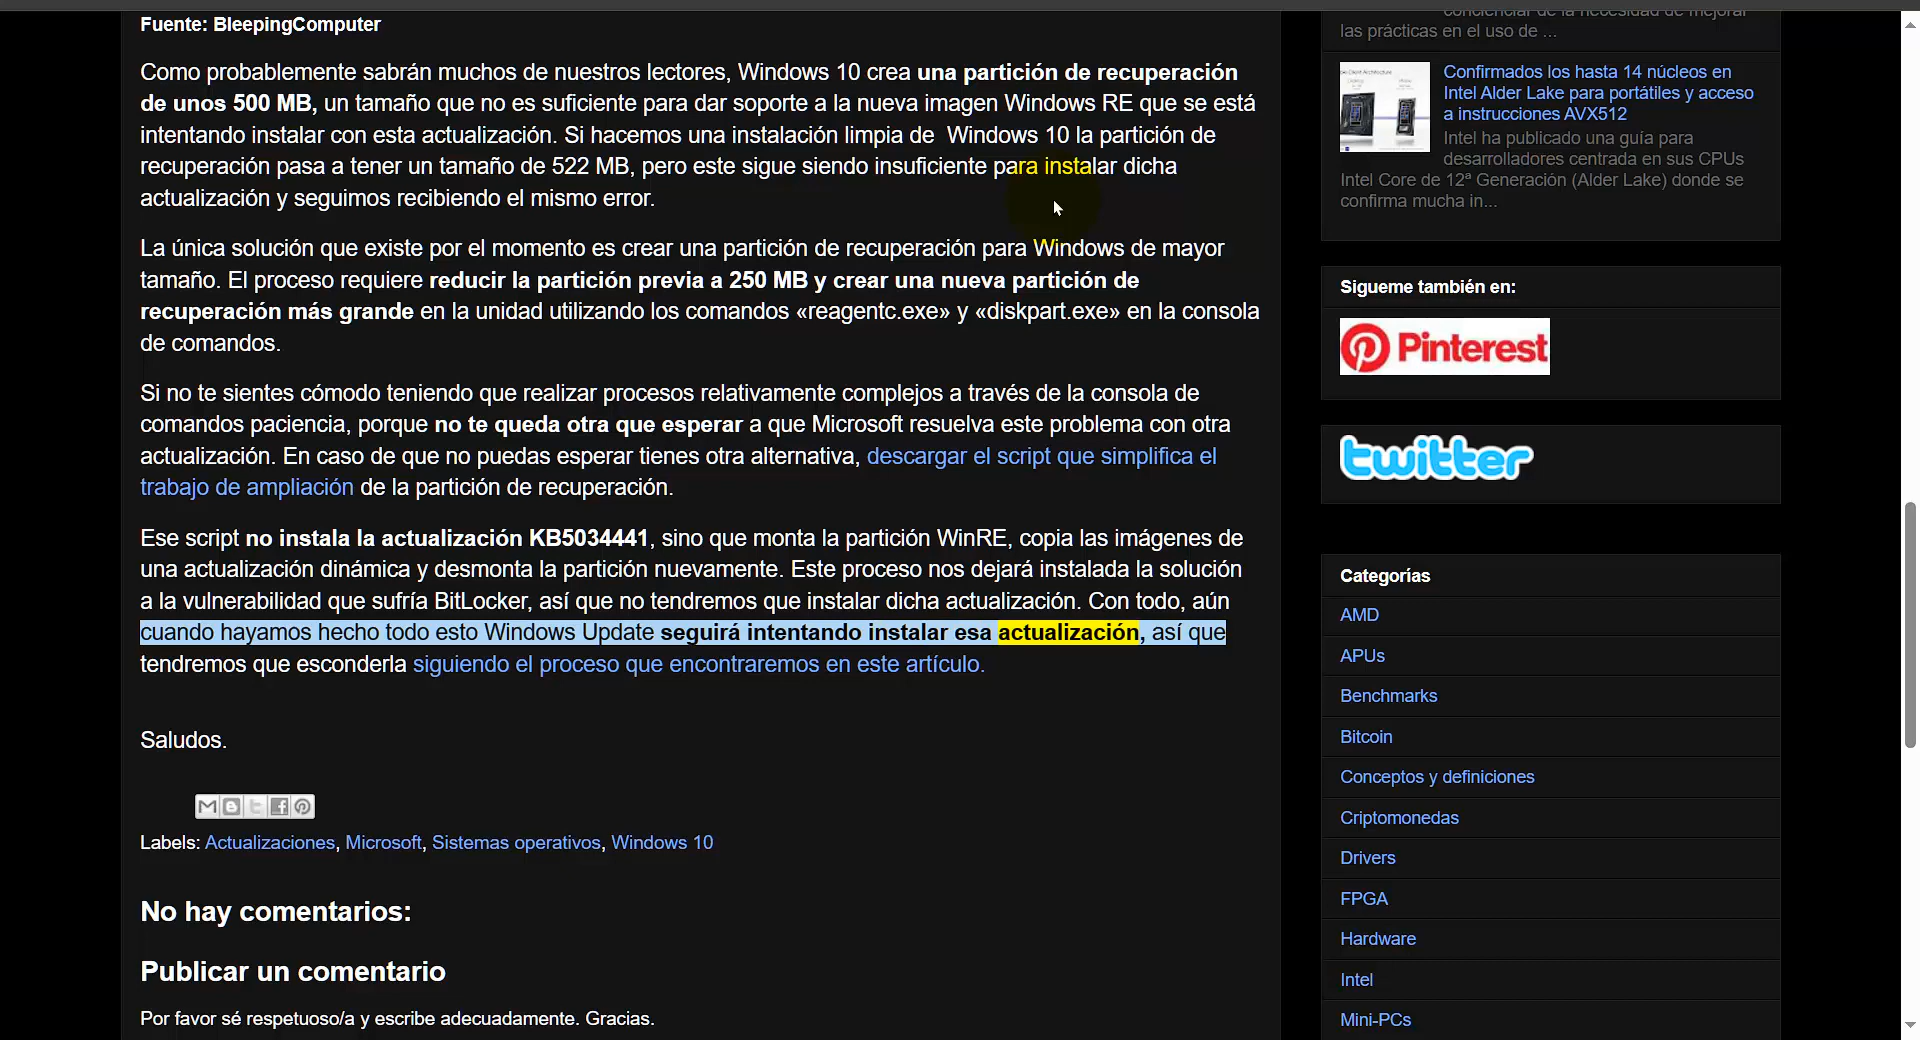 Fuente: BleepingComputer
Como probablemente sabrán muchos de nuestros lectores, Windows 10 crea una partición de recuperación
de unos 500 MB, un tamaño que no es suficiente para dar soporte a la nueva imagen Windows RE que se está
intentando instalar con esta actualización. Si hacemos una instalación limpia de  Windows 10 la partición de
recuperación pasa a tener un tamaño de 522 MB, pero este sigue siendo insuficiente para instalar dicha
actualización y seguimos recibiendo el mismo error.
La única solución que existe por el momento es crear una partición de recuperación para Windows de mayor
tamaño. El proceso requiere reducir la partición previa a 250 MB y crear una nueva partición de
recuperación más grande en la unidad utilizando los comandos «reagentc.exe» y «diskpart.exe» en la consola
de comandos.
Si no te sientes cómodo teniendo que realizar procesos relativamente complejos a través de la consola de
comandos paciencia, porque no te queda otra que esperar a que Microsoft resuelva este problema con otra
actualización. En caso de que no puedas esperar tienes otra alternativa, descargar el script que simplifica el
trabajo de ampliación de la partición de recuperación.
Ese script no instala la actualización KB5034441, sino que monta la partición WinRE, copia las imágenes de
una actualización dinámica y desmonta la partición nuevamente. Este proceso nos dejará instalada la solución
a la vulnerabilidad que sufría BitLocker, así que no tendremos que instalar dicha actualización. Con todo, aún
cuando hayamos hecho todo esto Windows Update seguirá intentando instalar esa actualización, así que
tendremos que esconderla siguiendo el proceso que encontraremos en este artículo.
Saludos.
Labels: Actualizaciones, Microsoft, Sistemas operativos, Windows 10
No hay comentarios:
Publicar un comentario
Por favor sé respetuoso/a y escribe adecuadamente. Gracias.
concienciar de la necesidad de mejorar
las prácticas en el uso de ...
Confirmados los hasta 14 núcleos en
Intel Alder Lake para portátiles y acceso
a instrucciones AVX512
Intel ha publicado una guía para
desarrolladores centrada en sus CPUs
Intel Core de 12ª Generación (Alder Lake) donde se
confirma mucha in...
Sigueme también en:
Pinterest
twitter
Categorías
AMD
APUs
Benchmarks
Bitcoin
Conceptos y definiciones
Criptomonedas
Drivers
FPGA
Hardware
Intel
Mini-PCs